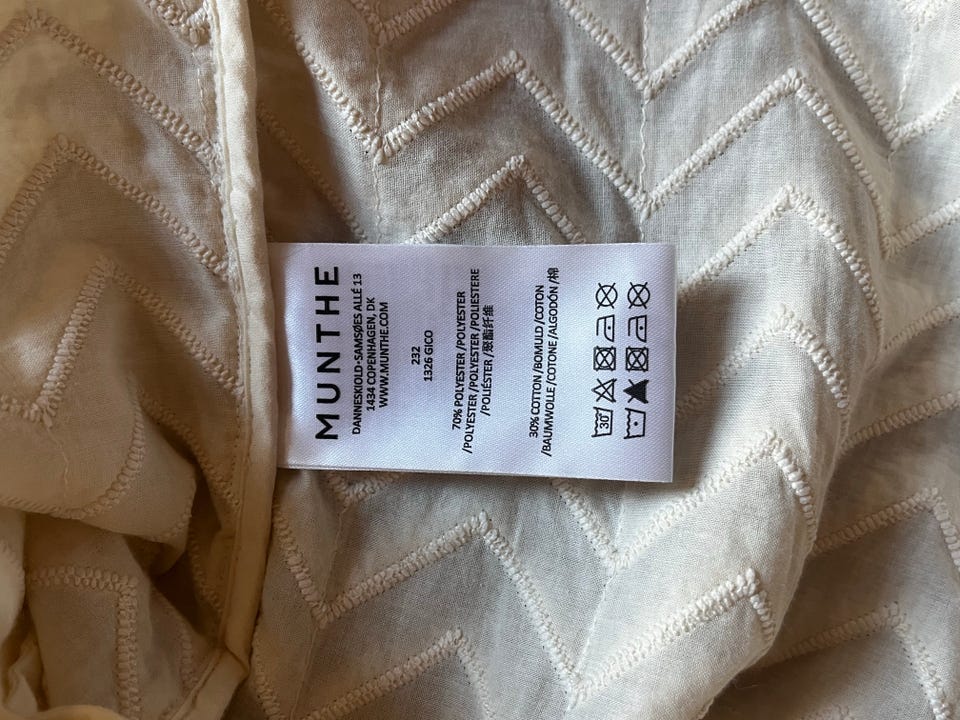 MUNTHE
DANNESKIOLD-SAMSØES ALLÉ 13
1434 COPENHAGEN, DK
WWW.MUNTHE.COM
232
1326 GICO
70% POLYESTER /POLYESTER
/POLYESTER /POLYESTER /POLIESTERE
/POLIÉSTER /聚酯纤维
30% COTTON /BOMULD /COTON
/BAUMWOLLE /COTONE /ALGODÓN /棉
30